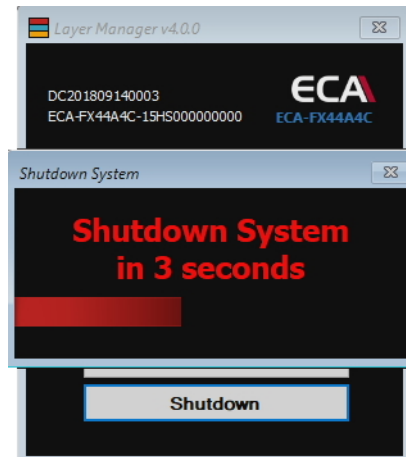 Layer Manager v4.0.0
DC201809140003
ECA-FX44A4C-15HS000000000
ECA
ECA-FX44A4C
Shutdown System
Shutdown System
in 3 seconds
Shutdown